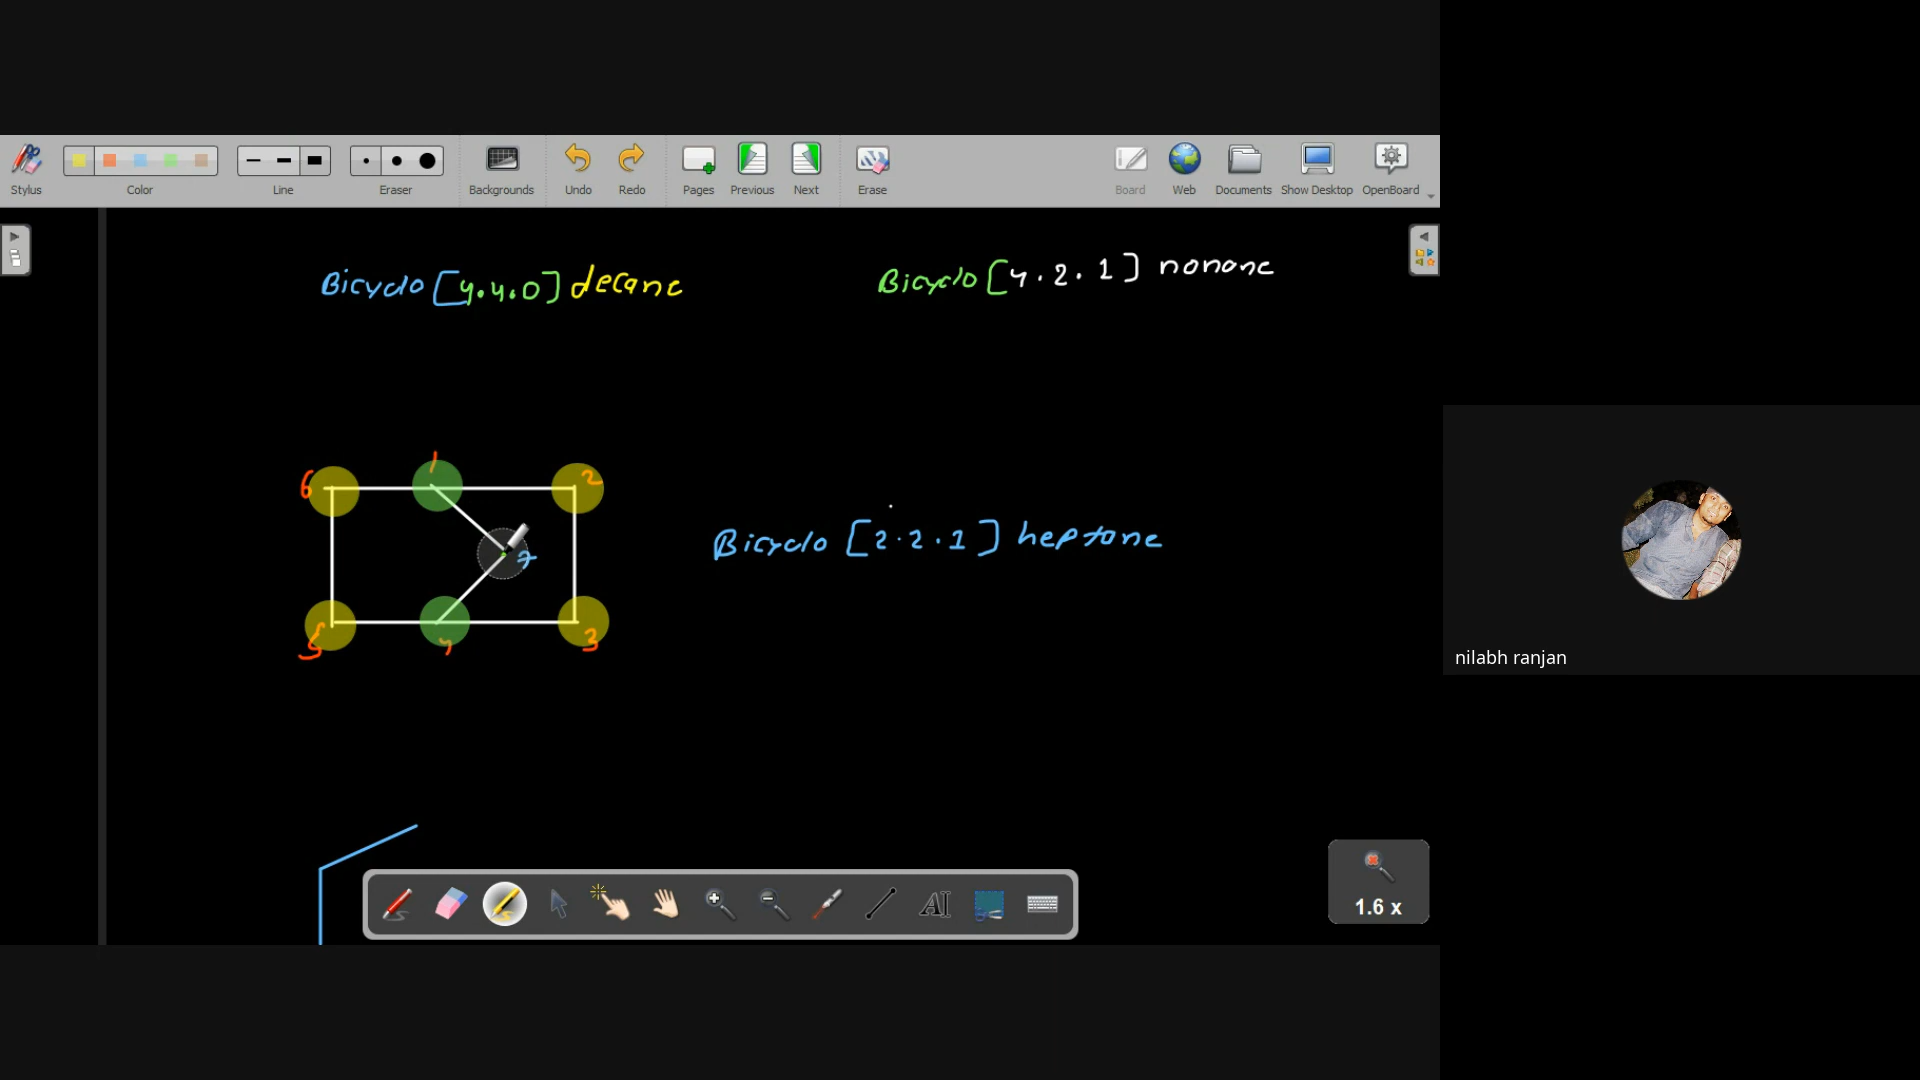 Stylus Color Line Eraser Backgrounds Undo Redo Pages Previous Next Erase Board Web Documents Show Desktop OpenBoard
Bicyclo [4.4.0] decane
Bicyclo [4.2.1] nonane
6 1 2
7
5 4 3
Bicyclo [2.2.1] heptane
nilabh ranjan
AI
1.6 x